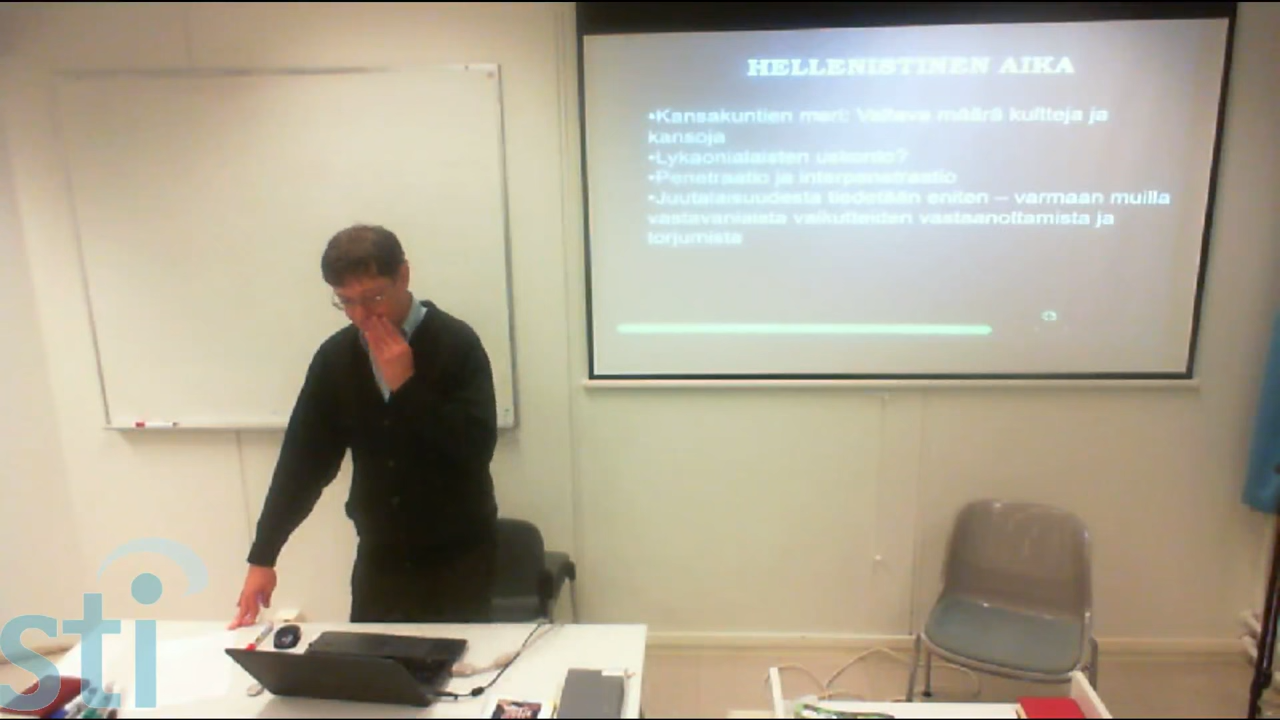 HELLENISTINEN AIKA
•Kansakuntien meri: Valtava määrä kultteja ja
kansoja
•Lykaonialaisten uskonto?
•Penetraatio ja interpenetraatio
•Juutalaisuudesta tiedetään eniten – varmaan muilla
vastavanlaista vaikutteiden vastaanottamista ja
torjumista
sti